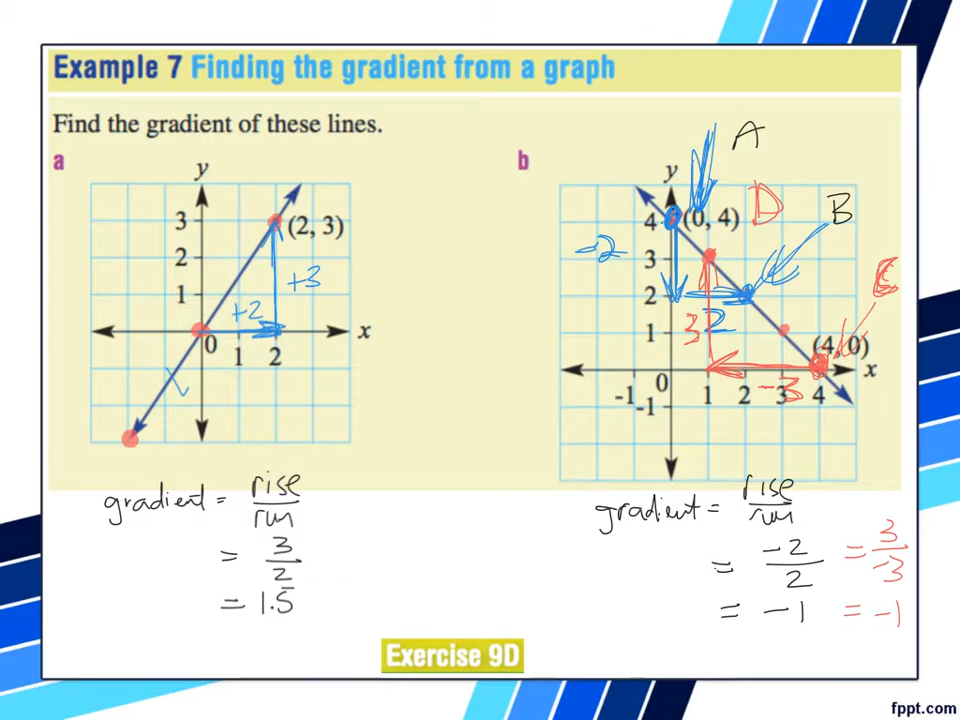 Example 7 Finding the gradient from a graph
Find the gradient of these lines.
a
y
3
2
1
0
1
2
x
(2, 3)
+3
+2
gradient = rise/run
= 3/2
= 1.5
b
A
y
4
(0, 4)
D
B
-2
3
2
1
2
3
C
(4, 0)
x
-1
0
1
2
3
4
-1
-3
gradient = rise/run
= -2/2 = 3/-3
= -1 = -1
Exercise 9D
fppt.com